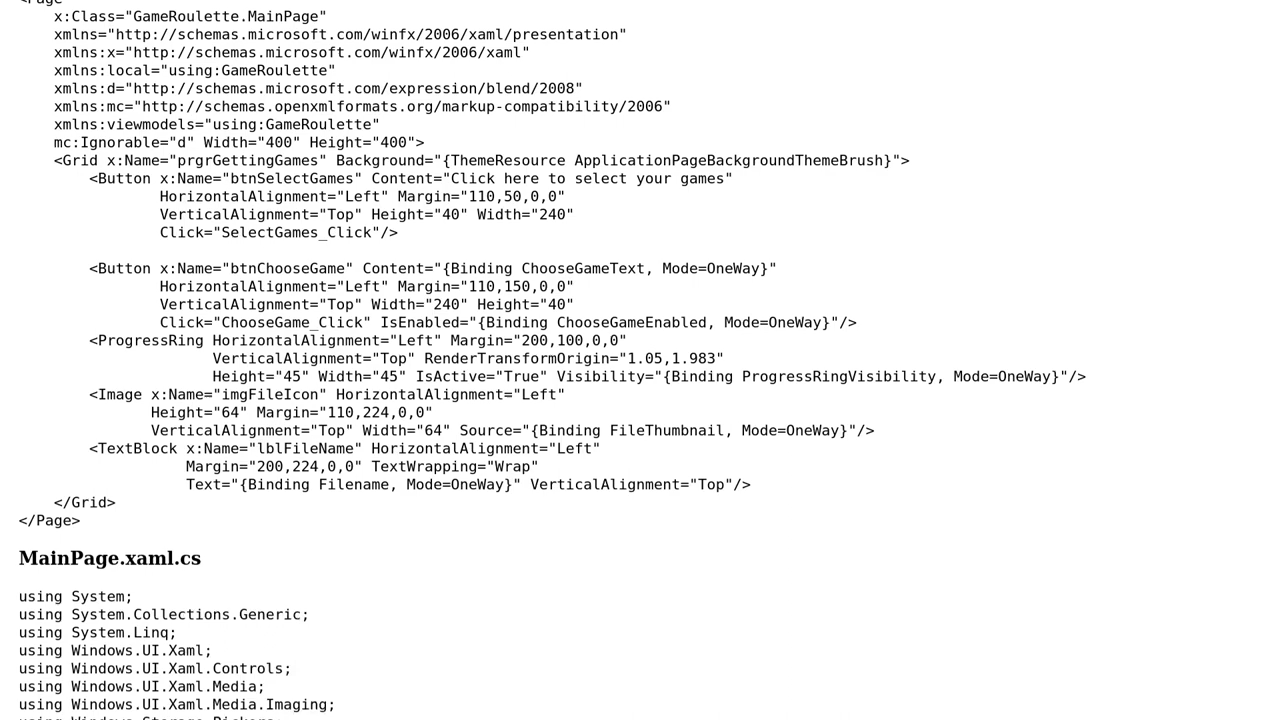 <Page
x:Class="GameRoulette.MainPage"
xmlns="http://schemas.microsoft.com/winfx/2006/xaml/presentation"
xmlns:x="http://schemas.microsoft.com/winfx/2006/xaml"
xmlns:local="using:GameRoulette"
xmlns:d="http://schemas.microsoft.com/expression/blend/2008"
xmlns:mc="http://schemas.openxmlformats.org/markup-compatibility/2006"
xmlns:viewmodels="using:GameRoulette"
mc:Ignorable="d" Width="400" Height="400">
<Grid x:Name="prgrGettingGames" Background="{ThemeResource ApplicationPageBackgroundThemeBrush}">
<Button x:Name="btnSelectGames" Content="Click here to select your games"
HorizontalAlignment="Left" Margin="110,50,0,0"
VerticalAlignment="Top" Height="40" Width="240"
Click="SelectGames_Click"/>
<Button x:Name="btnChooseGame" Content="{Binding ChooseGameText, Mode=OneWay}"
HorizontalAlignment="Left" Margin="110,150,0,0"
VerticalAlignment="Top" Width="240" Height="40"
Click="ChooseGame_Click" IsEnabled="{Binding ChooseGameEnabled, Mode=OneWay}"/>
<ProgressRing HorizontalAlignment="Left" Margin="200,100,0,0"
VerticalAlignment="Top" RenderTransformOrigin="1.05,1.983"
Height="45" Width="45" IsActive="True" Visibility="{Binding ProgressRingVisibility, Mode=OneWay}"/>
<Image x:Name="imgFileIcon" HorizontalAlignment="Left"
Height="64" Margin="110,224,0,0"
VerticalAlignment="Top" Width="64" Source="{Binding FileThumbnail, Mode=OneWay}"/>
<TextBlock x:Name="lblFileName" HorizontalAlignment="Left"
Margin="200,224,0,0" TextWrapping="Wrap"
Text="{Binding Filename, Mode=OneWay}" VerticalAlignment="Top"/>
</Grid>
</Page>
MainPage.xaml.cs
using System;
using System.Collections.Generic;
using System.Linq;
using Windows.UI.Xaml;
using Windows.UI.Xaml.Controls;
using Windows.UI.Xaml.Media;
using Windows.UI.Xaml.Media.Imaging;
using Windows.Storage.Pickers;